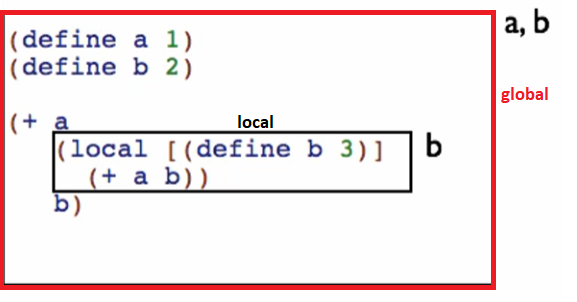 a, b
(define a 1)
(define b 2)
global
(+ a
local
(local [(define b 3)]
b
(+ a b))
b)